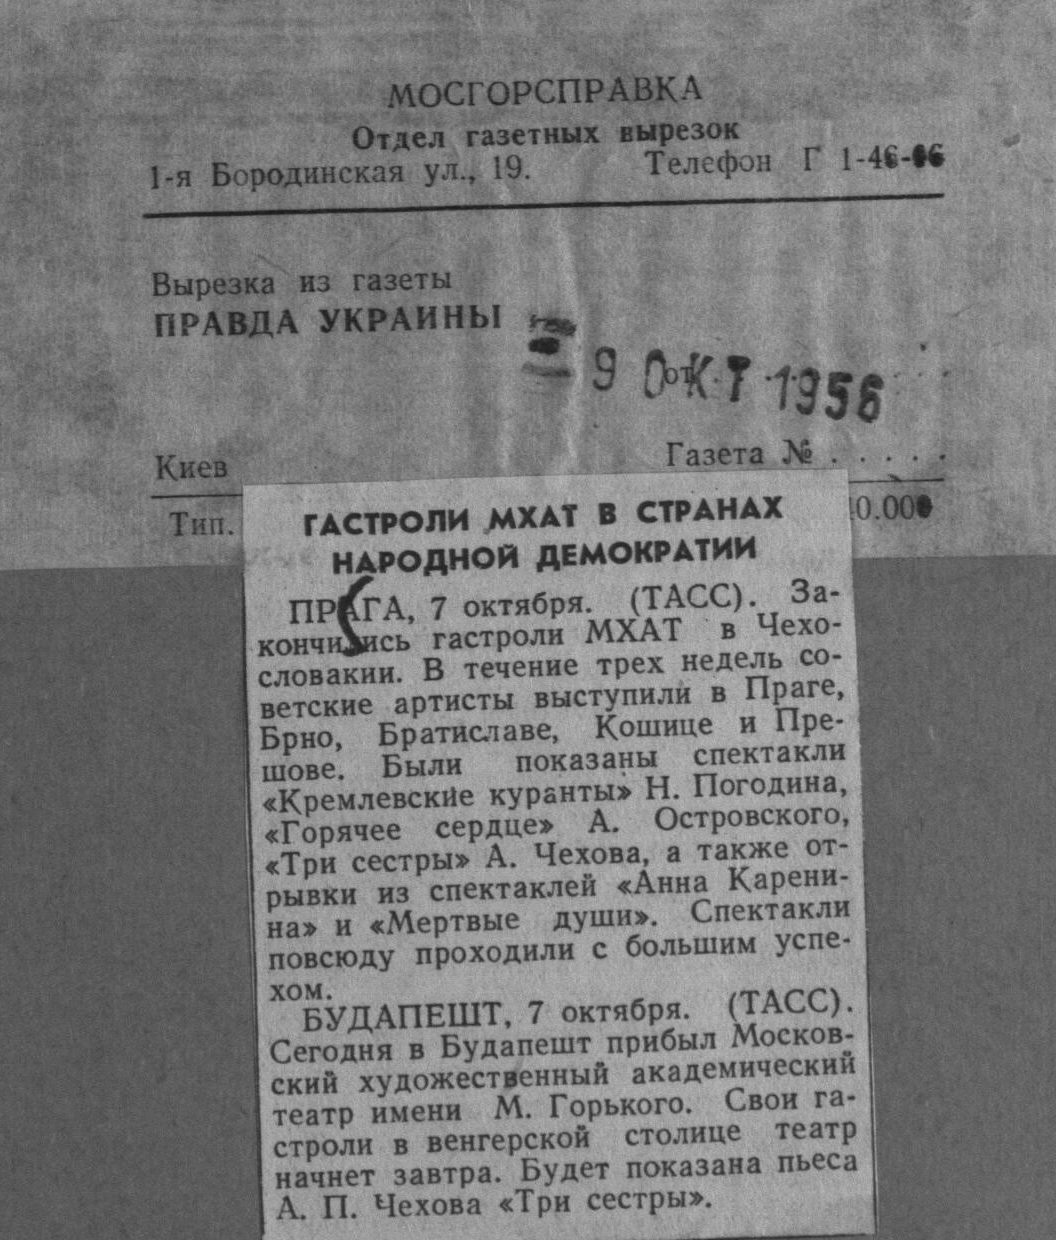 МОСГОРСПРАВКА
Отдел газетных вырезок
1-я Бородинская ул., 19. Телефон Г 1-46-
Вырезка из газеты
ПРАВДА УКРАИНЫ
9 ОКТ 1956
от
Киев Газета № . . . . .
Тип.
ГАСТРОЛИ МХАТ В СТРАНАХ
НАРОДНОЙ ДЕМОКРАТИИ
ПРАГА, 7 октября. (ТАСС). За-
кончились гастроли МХАТ в Чехо-
словакии. В течение трех недель со-
ветские артисты выступили в Праге,
Брно, Братиславе, Кошице и Пре-
шове. Были показаны спектакли
«Кремлевские куранты» Н. Погодина,
«Горячее сердце» А. Островского,
«Три сестры» А. Чехова, а также от-
рывки из спектаклей «Анна Карени-
на» и «Мертвые души». Спектакли
повсюду проходили с большим успе-
хом.
БУДАПЕШТ, 7 октября. (ТАСС).
Сегодня в Будапешт прибыл Москов-
ский художественный академический
театр имени М. Горького. Свои га-
строли в венгерской столице театр
начнет завтра. Будет показана пьеса
А. П. Чехова «Три сестры».